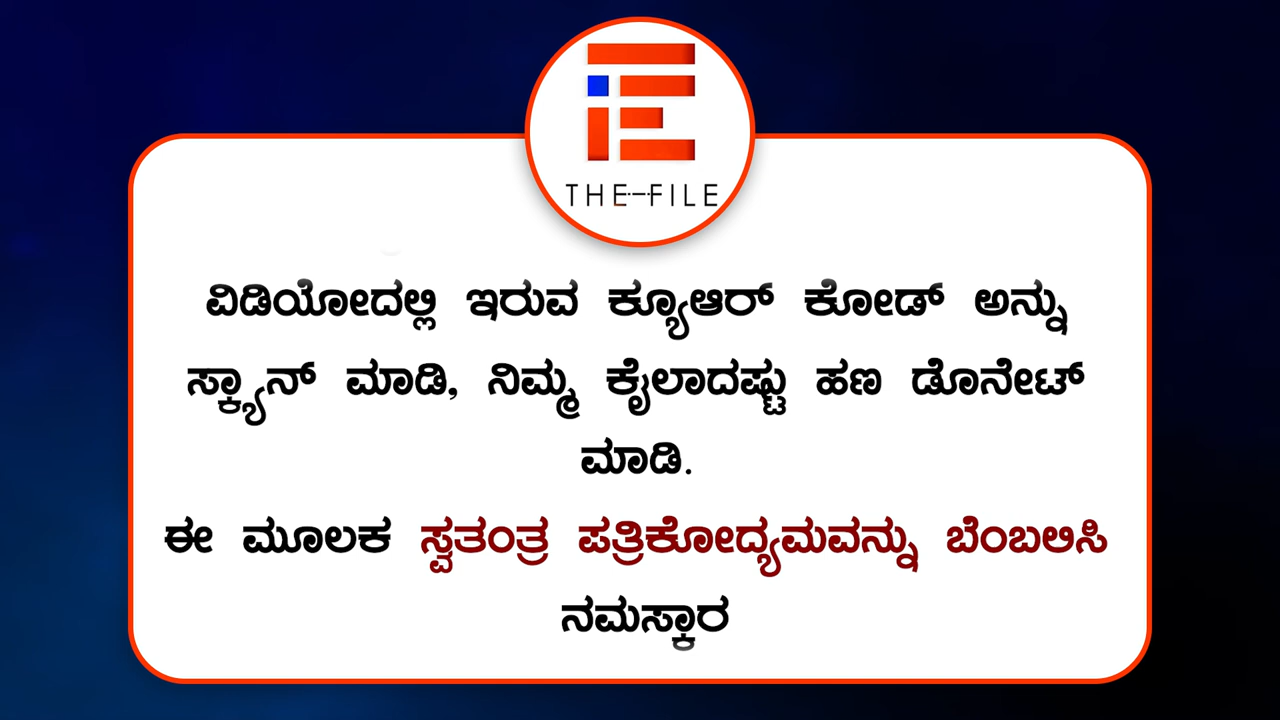 THE-FILE
ವಿಡಿಯೋದಲ್ಲಿ ಇರುವ ಕ್ಯೂಆರ್ ಕೋಡ್ ಅನ್ನು
ಸ್ಕ್ಯಾನ್ ಮಾಡಿ, ನಿಮ್ಮ ಕೈಲಾದಷ್ಟು ಹಣ ಡೊನೇಟ್
ಮಾಡಿ.
ಈ ಮೂಲಕ ಸ್ವತಂತ್ರ ಪತ್ರಿಕೋದ್ಯಮವನ್ನು ಬೆಂಬಲಿಸಿ
ನಮಸ್ಕಾರ